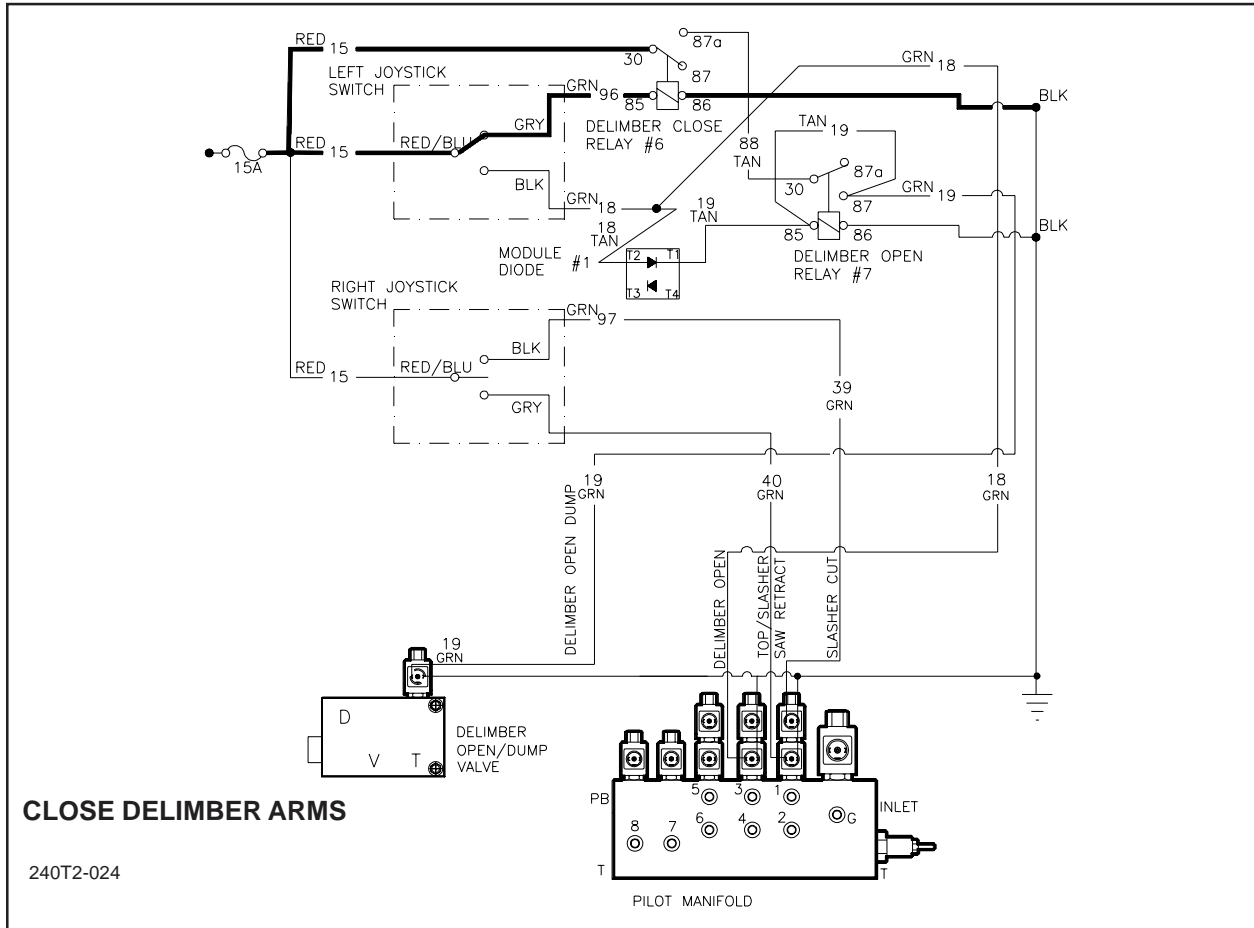 RED 15
30
87a
87
GRN 18
LEFT JOYSTICK
SWITCH
GRN 96
85
86
BLK
GRY
DELIMBER CLOSE
RELAY #6
TAN 19
88
TAN
15A
RED 15
RED/BLU
30
87a
87
GRN 19
BLK
GRN 18
19
TAN
18
TAN
85
86
BLK
MODULE
DIODE
#1
T2
T1
T3
T4
DELIMBER OPEN
RELAY #7
RIGHT JOYSTICK
SWITCH
GRN 97
BLK
RED 15
RED/BLU
GRY
39
GRN
19
GRN
40
GRN
18
GRN
DELIMBER OPEN DUMP
DELIMBER OPEN
TOP/SLASHER
SAW RETRACT
SLASHER CUT
19
GRN
D
V
T
DELIMBER
OPEN/DUMP
VALVE
PB
5
3
1
INLET
G
8
7
6
4
2
T
T
PILOT MANIFOLD
CLOSE DELIMBER ARMS
240T2-024